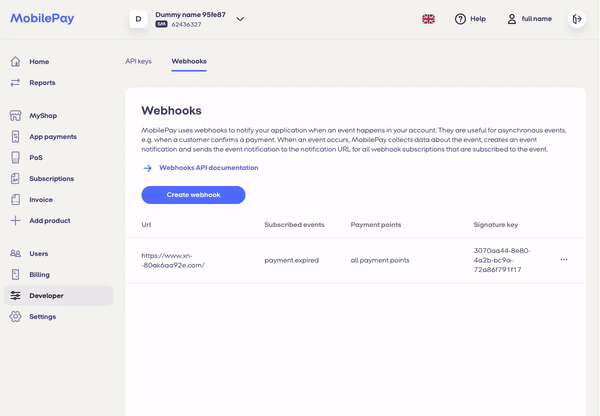 MobilePay
D
Dummy name 95fe87
DK 62436327
Help
full name
Home
Reports
MyShop
App payments
PoS
Subscriptions
Invoice
Add product
Users
Billing
Developer
Settings
API keys Webhooks
Webhooks
MobilePay uses webhooks to notify your application when an event happens in your account. They are useful for asynchronous events,
e.g. when a customer confirms a payment. When an event occurs, MobilePay collects data about the event, creates an event
notification and sends the event notification to the notification URL for all webhook subscriptions that are subscribed to the event.
Webhooks API documentation
Create webhook
Url Subscribed events Payment points Signature key
https://www.xn-
-80ak6aa92e.com/
payment.expired
all payment points
3070aa44-8e80-
4a2b-bc9a-
72a86f791f17